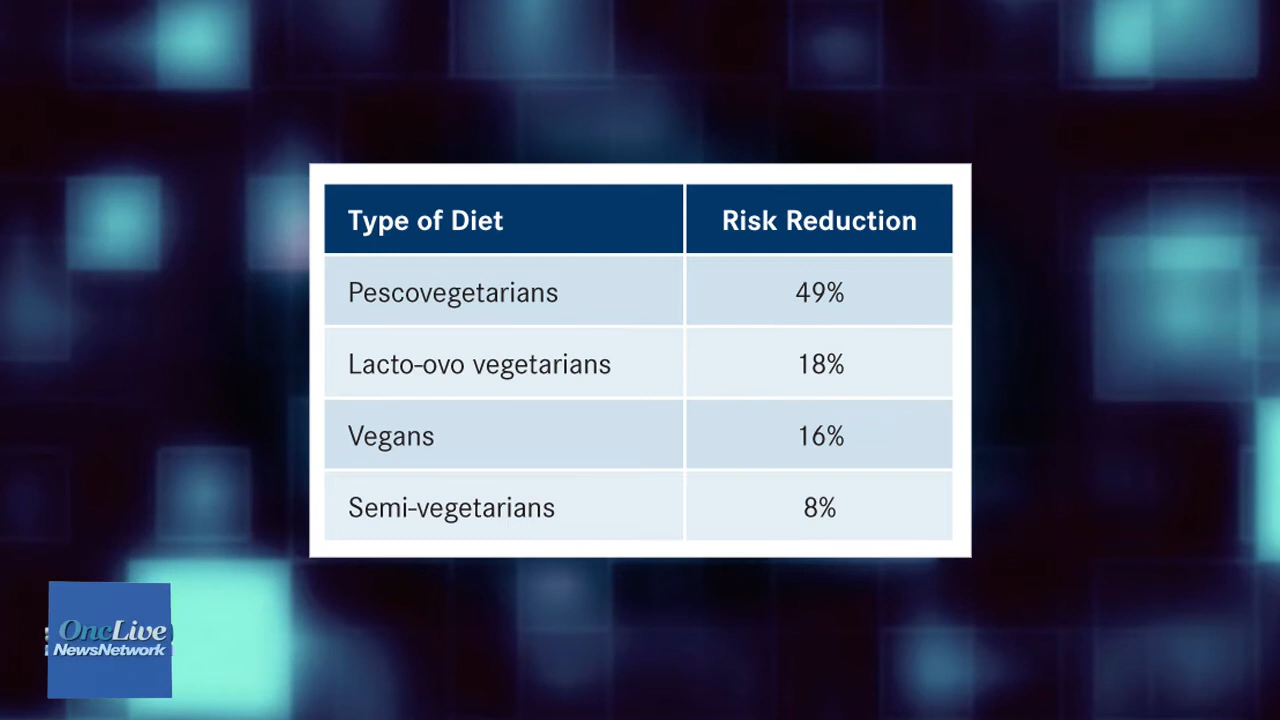 Type of Diet Risk Reduction
Pescovegetarians 49%
Lacto-ovo vegetarians 18%
Vegans 16%
Semi-vegetarians 8%
OncLive
NewsNetwork